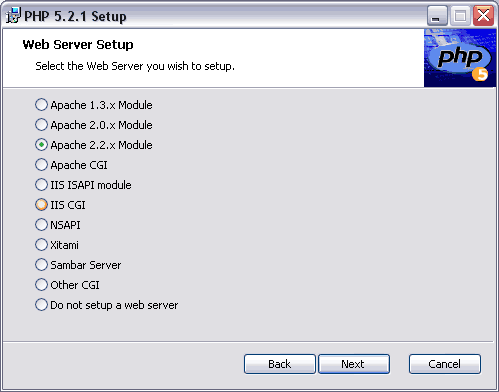 PHP 5.2.1 Setup
Web Server Setup
Select the Web Server you wish to setup.
php
5
Apache 1.3.x Module
Apache 2.0.x Module
Apache 2.2.x Module
Apache CGI
IIS ISAPI module
IIS CGI
NSAPI
Xitami
Sambar Server
Other CGI
Do not setup a web server
Back Next Cancel